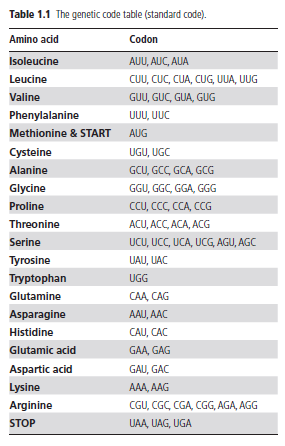 Table 1.1 The genetic code table (standard code).
Amino acid Codon
Isoleucine AUU, AUC, AUA
Leucine CUU, CUC, CUA, CUG, UUA, UUG
Valine GUU, GUC, GUA, GUG
Phenylalanine UUU, UUC
Methionine & START AUG
Cysteine UGU, UGC
Alanine GCU, GCC, GCA, GCG
Glycine GGU, GGC, GGA, GGG
Proline CCU, CCC, CCA, CCG
Threonine ACU, ACC, ACA, ACG
Serine UCU, UCC, UCA, UCG, AGU, AGC
Tyrosine UAU, UAC
Tryptophan UGG
Glutamine CAA, CAG
Asparagine AAU, AAC
Histidine CAU, CAC
Glutamic acid GAA, GAG
Aspartic acid GAU, GAC
Lysine AAA, AAG
Arginine CGU, CGC, CGA, CGG, AGA, AGG
STOP UAA, UAG, UGA